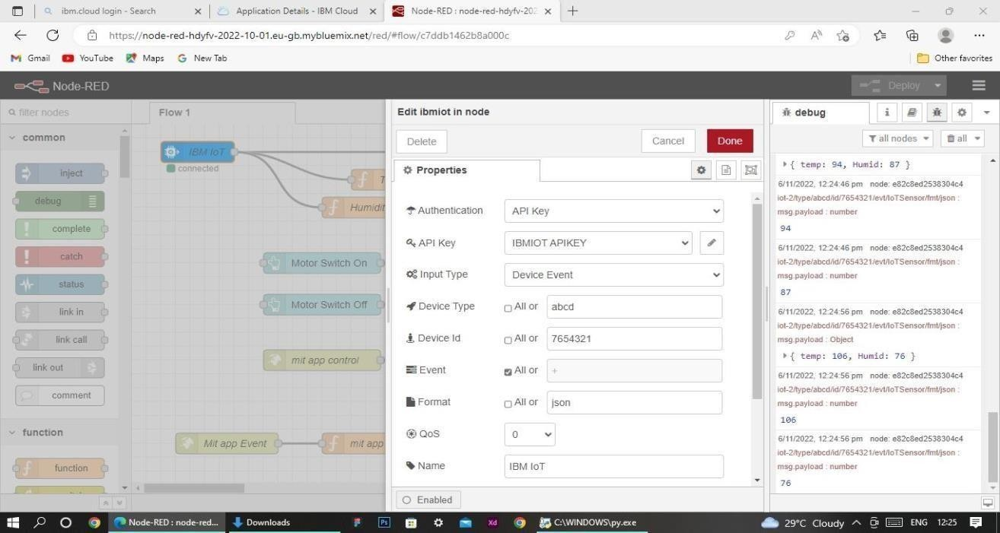 ibm.cloud login - Search
Application Details - IBM Cloud
Node-RED : node-red-hdyfv-202
https://node-red-hdyfv-2022-10-01.eu-gb.mybluemix.net/red/#flow/c7ddb1462b8a000c
Gmail
YouTube
Maps
New Tab
Other favorites
Node-RED
Deploy
filter nodes
common
inject
debug
complete
catch
status
link in
link call
link out
comment
function
function
Flow 1
IBM IoT
connected
T
Humidit
Motor Switch On
Motor Switch Off
mit app control
Mit app Event
mit app
Edit ibmiot in node
Delete
Cancel
Done
Properties
Authentication
API Key
API Key
IBMIOT APIKEY
Input Type
Device Event
Device Type
All or
abcd
Device Id
All or
7654321
Event
All or
+
Format
All or
json
QoS
0
Name
IBM IoT
Enabled
debug
all nodes
all
{ temp: 94, Humid: 87 }
6/11/2022, 12:24:46 pm node: e82c8ed2538304c4
iot-2/type/abcd/id/7654321/evt/IoTSensor/fmt/json :
msg.payload : number
94
6/11/2022, 12:24:46 pm node: e82c8ed2538304c4
iot-2/type/abcd/id/7654321/evt/IoTSensor/fmt/json :
msg.payload : number
87
6/11/2022, 12:24:56 pm node: e82c8ed2538304c4
iot-2/type/abcd/id/7654321/evt/IoTSensor/fmt/json :
msg.payload : Object
{ temp: 106, Humid: 76 }
6/11/2022, 12:24:56 pm node: e82c8ed2538304c4
iot-2/type/abcd/id/7654321/evt/IoTSensor/fmt/json :
msg.payload : number
106
6/11/2022, 12:24:56 pm node: e82c8ed2538304c4
iot-2/type/abcd/id/7654321/evt/IoTSensor/fmt/json :
msg.payload : number
76
Node-RED : node-red...
Downloads
Ps
Xd
C:\WINDOWS\py.exe
29°C Cloudy
ENG
12:25